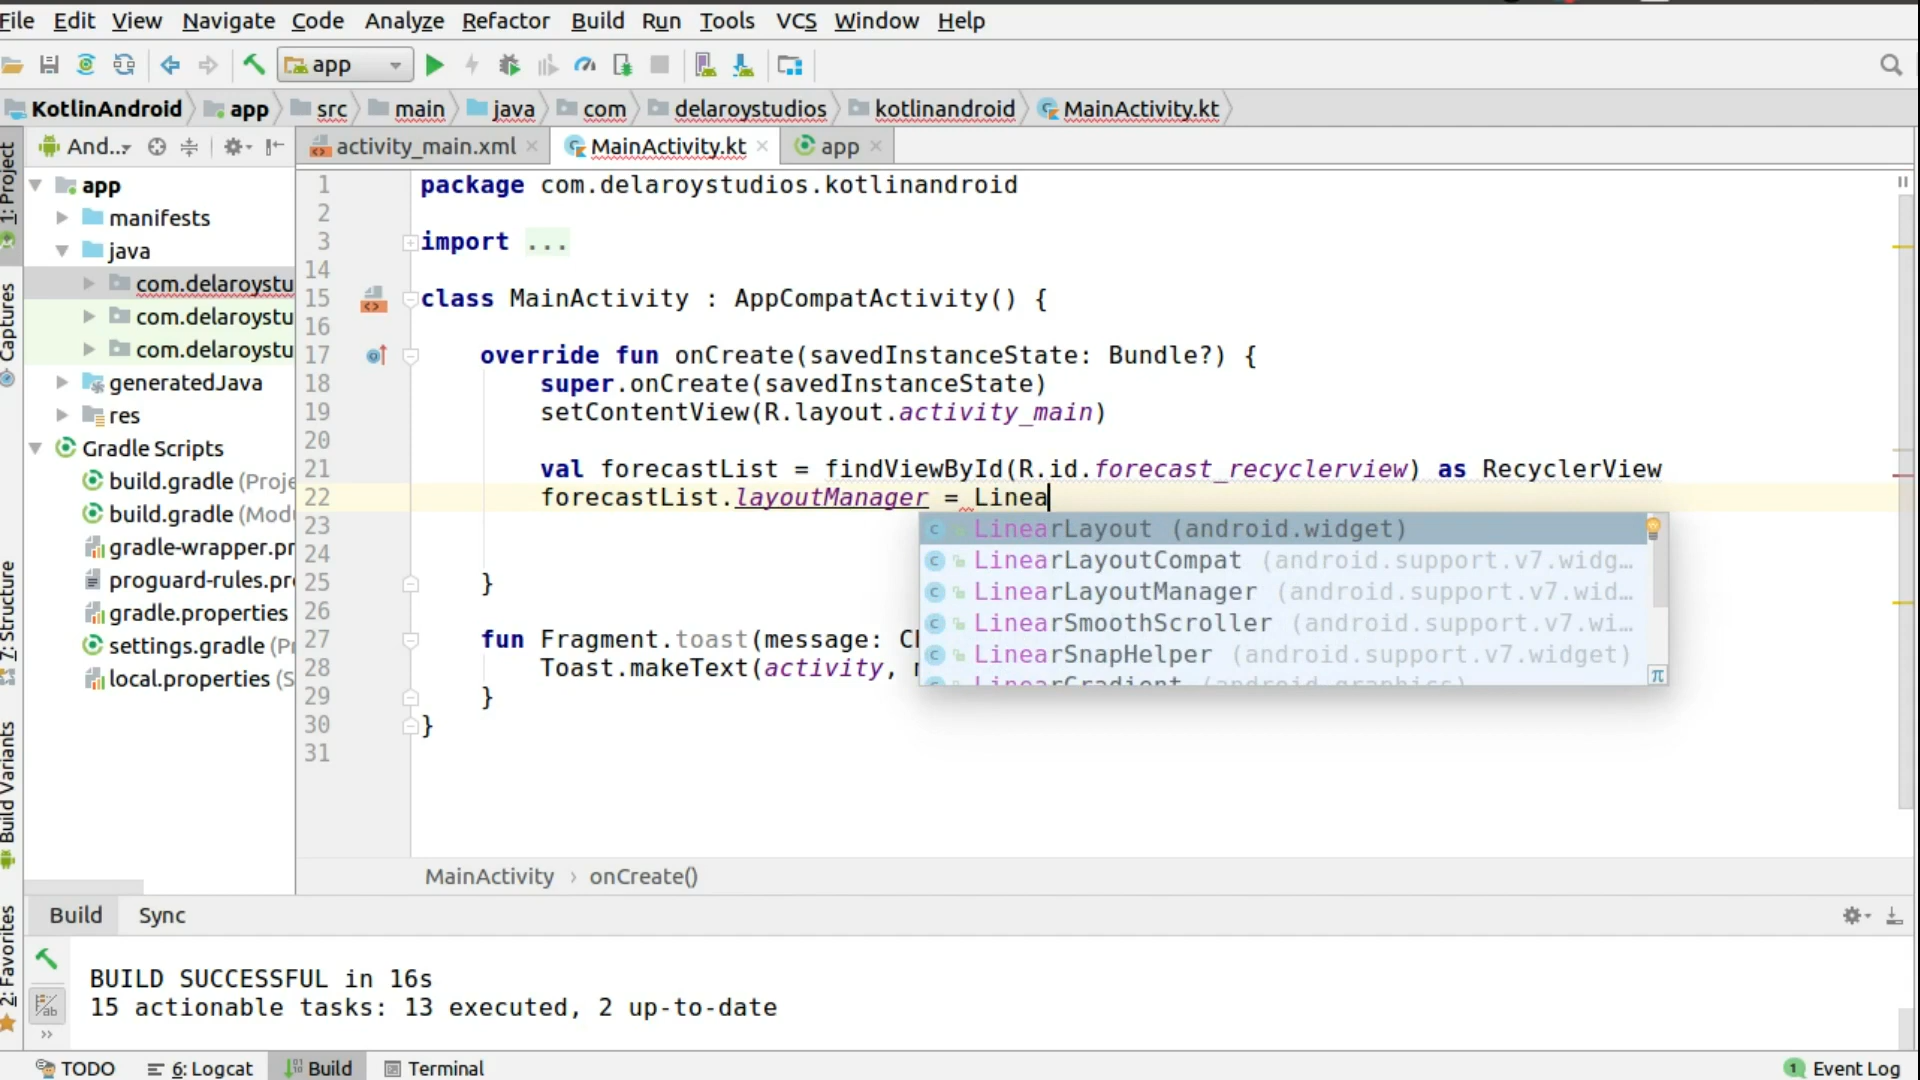 File Edit View Navigate Code Analyze Refactor Build Run Tools VCS Window Help
app
KotlinAndroid app src main java com delaroystudios kotlinandroid MainActivity.kt
And... activity_main.xml MainActivity.kt app
1: Project
Captures
7: Structure
Build Variants
2: Favorites
app
manifests
java
com.delaroystu
com.delaroystu
com.delaroystu
generatedJava
res
Gradle Scripts
build.gradle (Proje
build.gradle (Modu
gradle-wrapper.pr
proguard-rules.pro
gradle.properties
settings.gradle (Pr
local.properties (S
1 package com.delaroystudios.kotlinandroid
2
3 import ...
14
15 class MainActivity : AppCompatActivity() {
16
17 override fun onCreate(savedInstanceState: Bundle?) {
18 super.onCreate(savedInstanceState)
19 setContentView(R.layout.activity_main)
20
21 val forecastList = findViewById(R.id.forecast_recyclerview) as RecyclerView
22 forecastList.layoutManager = Linea
23
24
25 }
26
27 fun Fragment.toast(message: Ch
28 Toast.makeText(activity,
29 }
30 }
31
LinearLayout (android.widget)
LinearLayoutCompat (android.support.v7.widg...
LinearLayoutManager (android.support.v7.wid...
LinearSmoothScroller (android.support.v7.wi...
LinearSnapHelper (android.support.v7.widget)
LinearGradient (android.graphics)
π
MainActivity › onCreate()
Build Sync
BUILD SUCCESSFUL in 16s
15 actionable tasks: 13 executed, 2 up-to-date
TODO 6: Logcat Build Terminal 1 Event Log